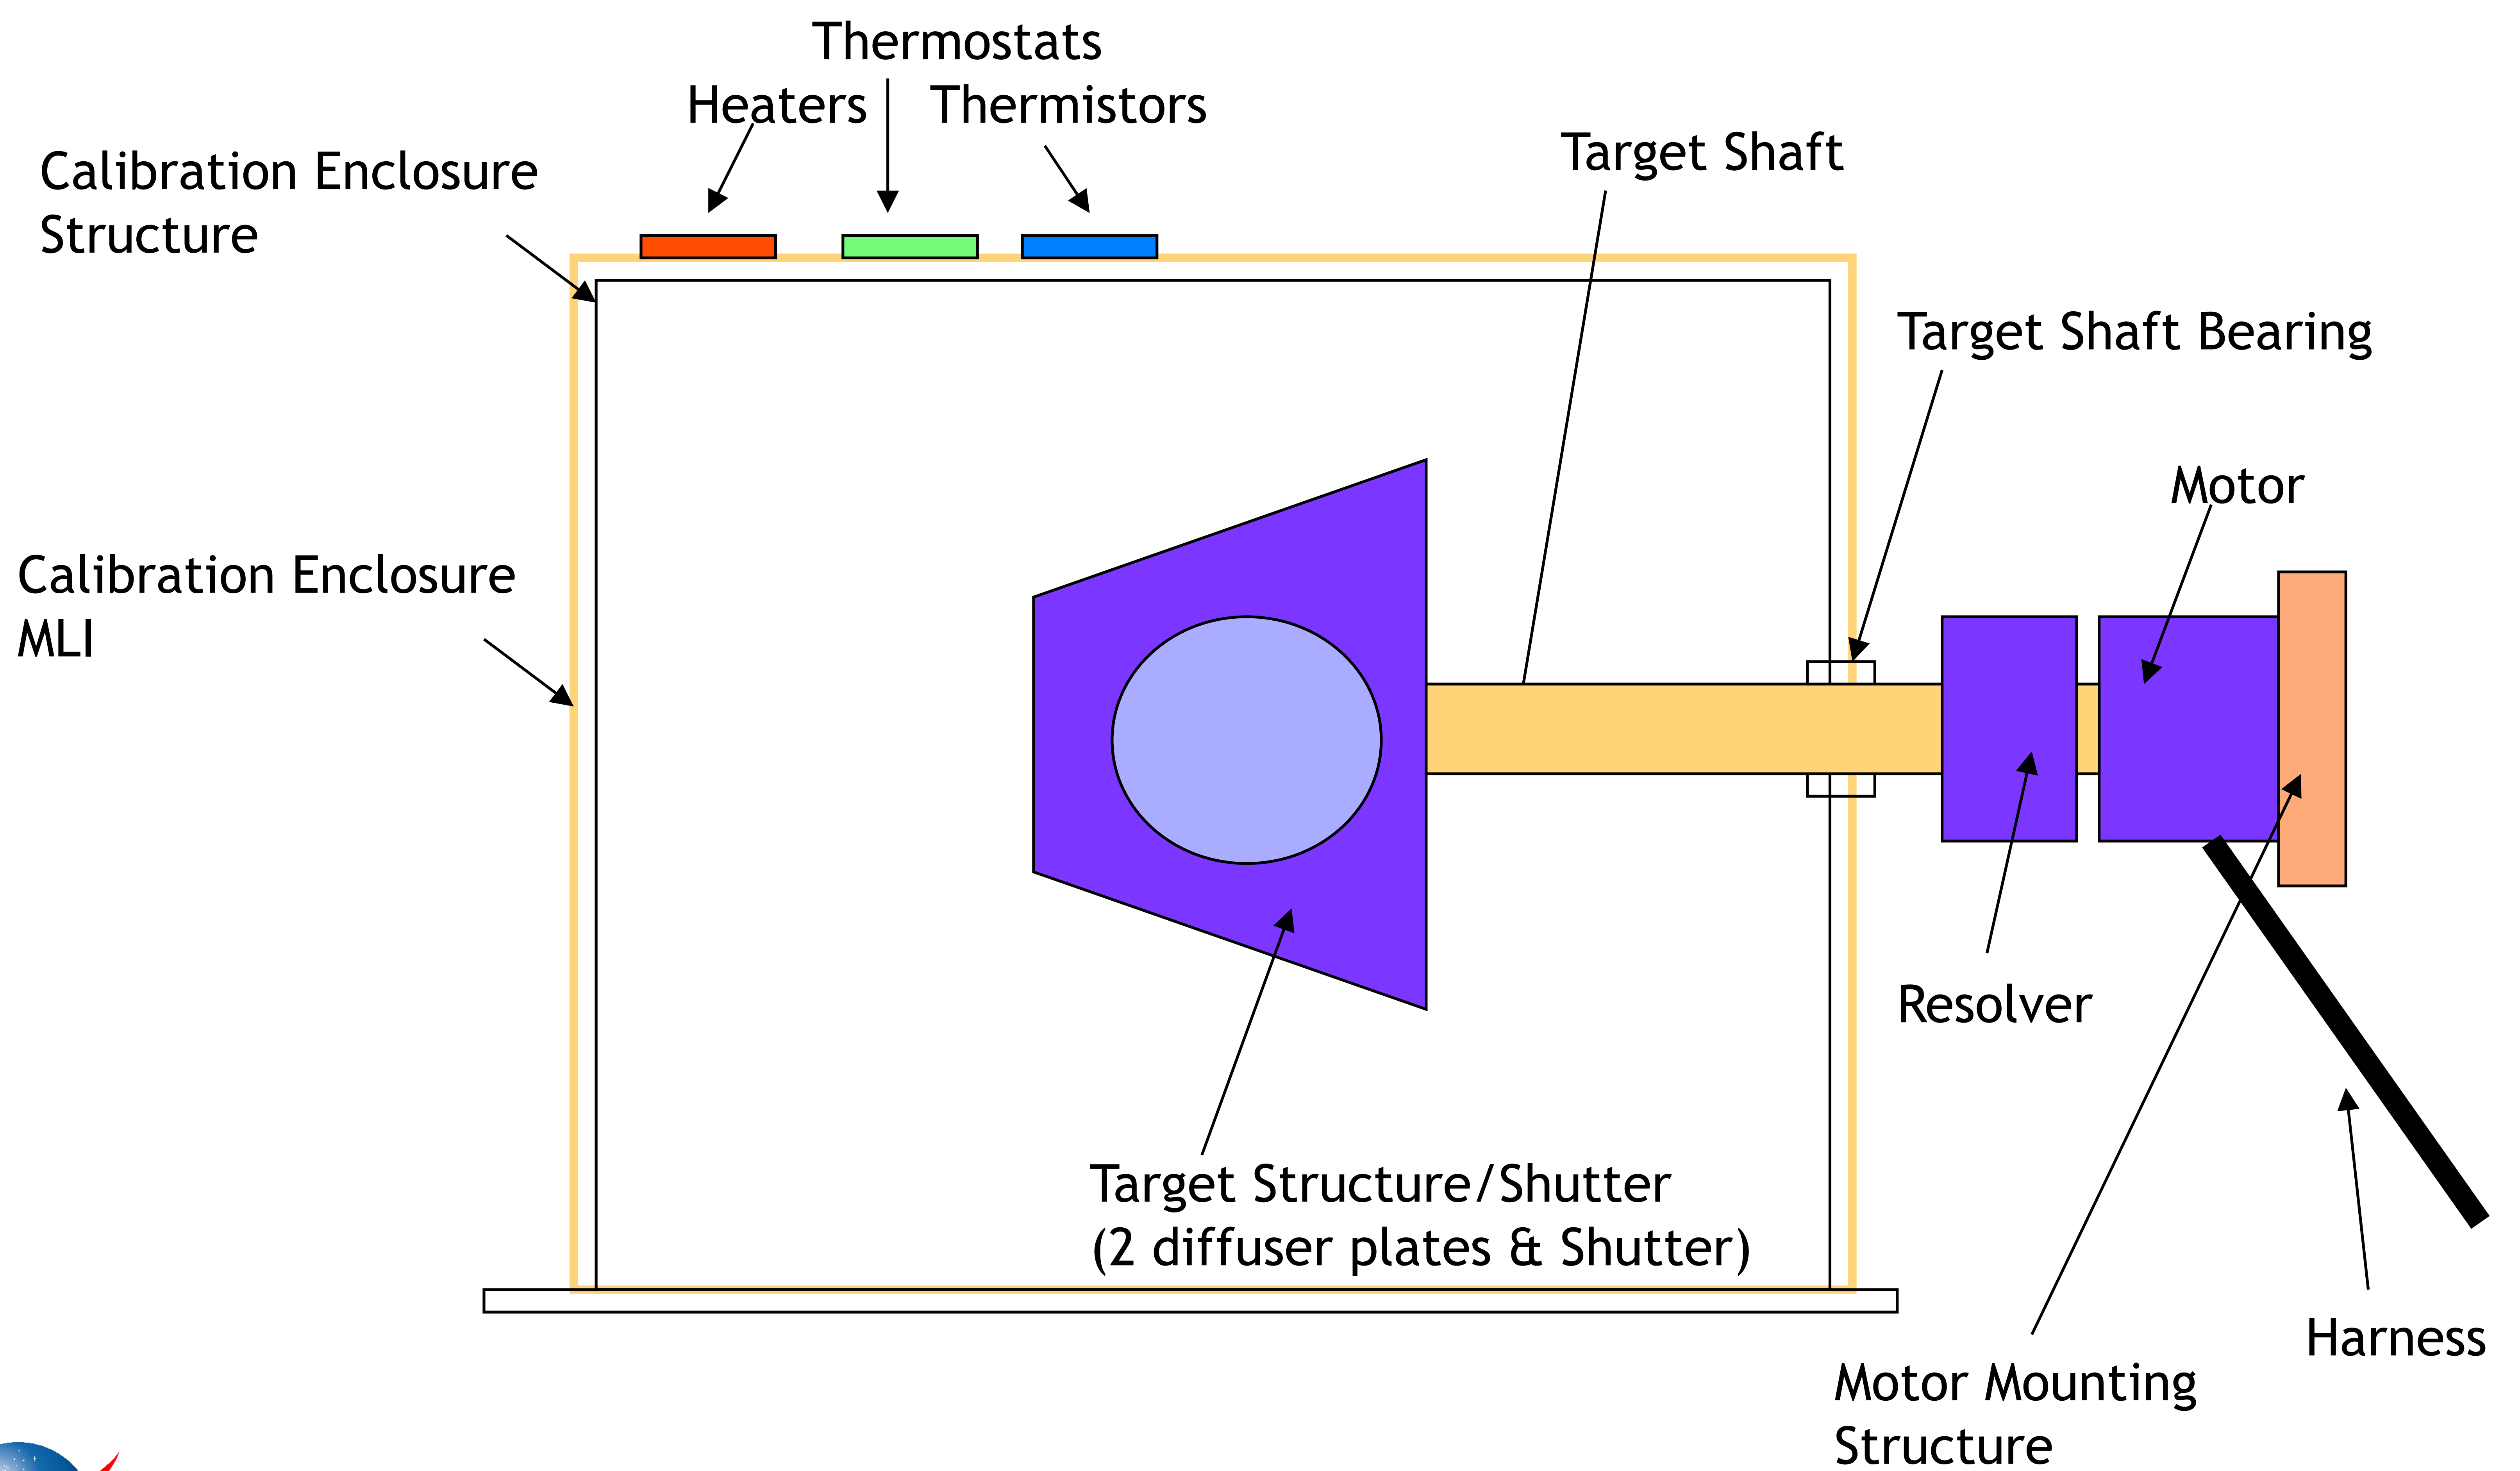 Thermostats
Heaters
Thermistors
Calibration Enclosure
Structure
Target Shaft
Target Shaft Bearing
Motor
Calibration Enclosure
MLI
Resolver
Target Structure/Shutter
(2 diffuser plates & Shutter)
Harness
Motor Mounting
Structure